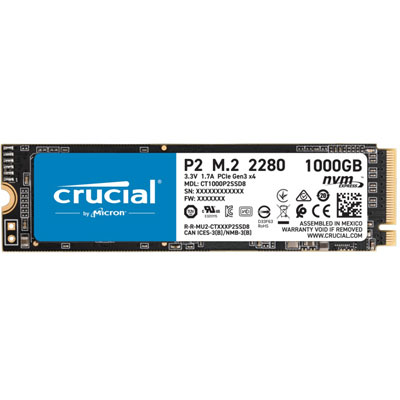 crucial
by Micron
P2 M.2 2280 1000GB
3.3V 1.7A PCIe Gen3 x4
nvm
EXPRESS
MDL: CT1000P2SSD8
SN: XXXXXXXXXXXX
FW: XXXXXXXX
R-R-MU2-CTXXXP2SSD8
CAN ICES-3(B)/NMB-3(B)
RoHS
ASSEMBLED IN MEXICO
WARRANTY VOID IF REMOVED
WWW.CRUCIAL.COM